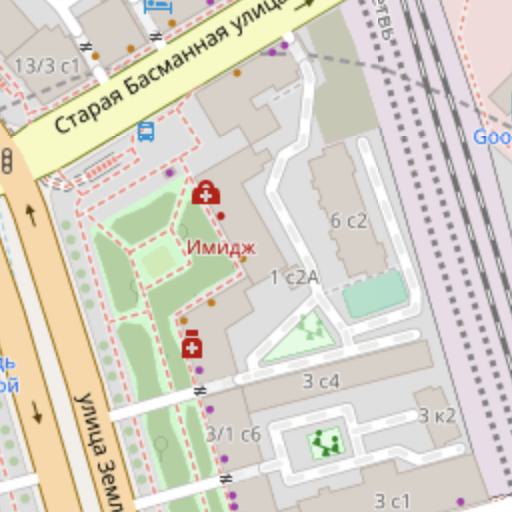 13/3 с1
Старая Басманная улица
Goo
6 с2
Имидж
1 с2А
3 с4
3 к2
3/1 с6
улица Земл
3 с1